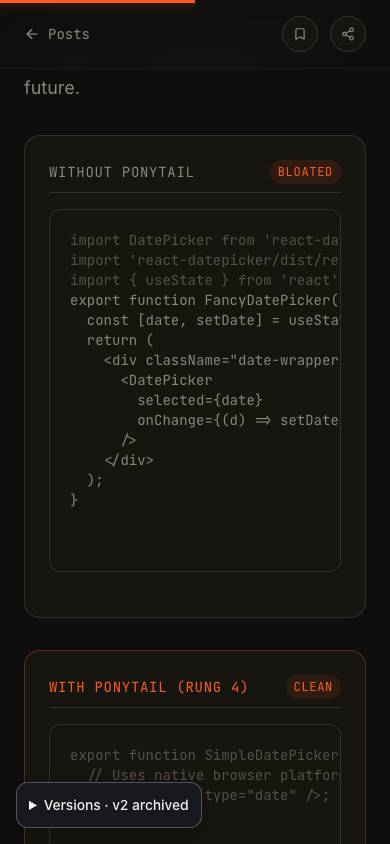 ← Posts
future.
WITHOUT PONYTAIL
BLOATED
import DatePicker from 'react-da
import 'react-datepicker/dist/re
import { useState } from 'react'
export function FancyDatePicker(
const [date, setDate] = useSta
return (
<div className="date-wrapper
<DatePicker
selected={date}
onChange={(d) => setDate
/>
</div>
);
}
WITH PONYTAIL (RUNG 4)
CLEAN
export function SimpleDatePicker
// Uses native browser platfor
type="date" />;
▶ Versions · v2 archived